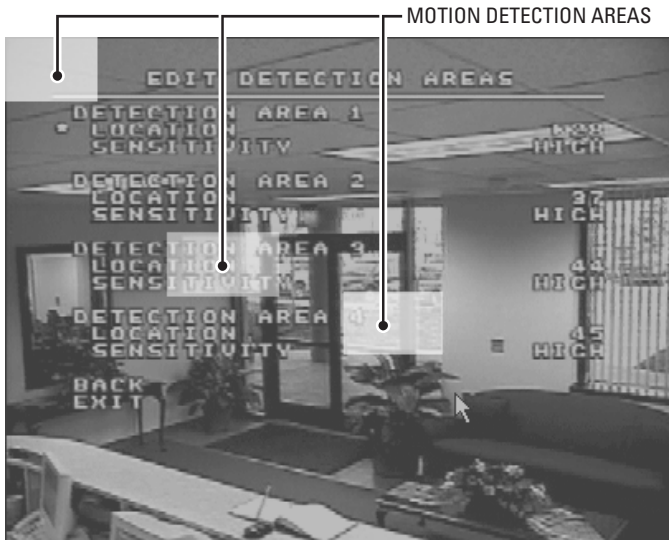 MOTION DETECTION AREAS
EDIT DETECTION AREAS
DETECTION AREA 1
* LOCATION
SENSITIVITY HIGH
DETECTION AREA 2
LOCATION 37
SENSITIVITY HIGH
DETECTION AREA 3
LOCATION 44
SENSITIVITY HIGH
DETECTION AREA 4
LOCATION 45
SENSITIVITY HIGH
BACK
EXIT